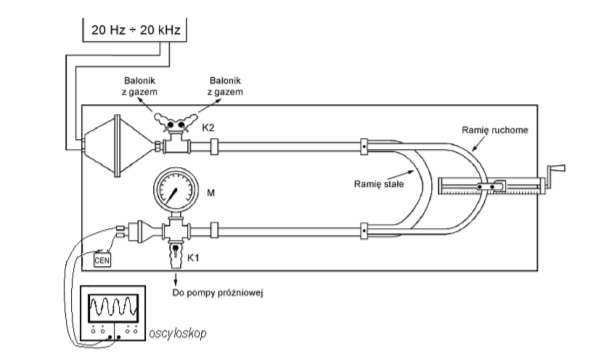 20 Hz ÷ 20 kHz
Balonik
z gazem
Balonik
z gazem
K2
Ramię ruchome
M
Ramię stałe
K1
CEN
Do pompy próżniowej
oscyloskop